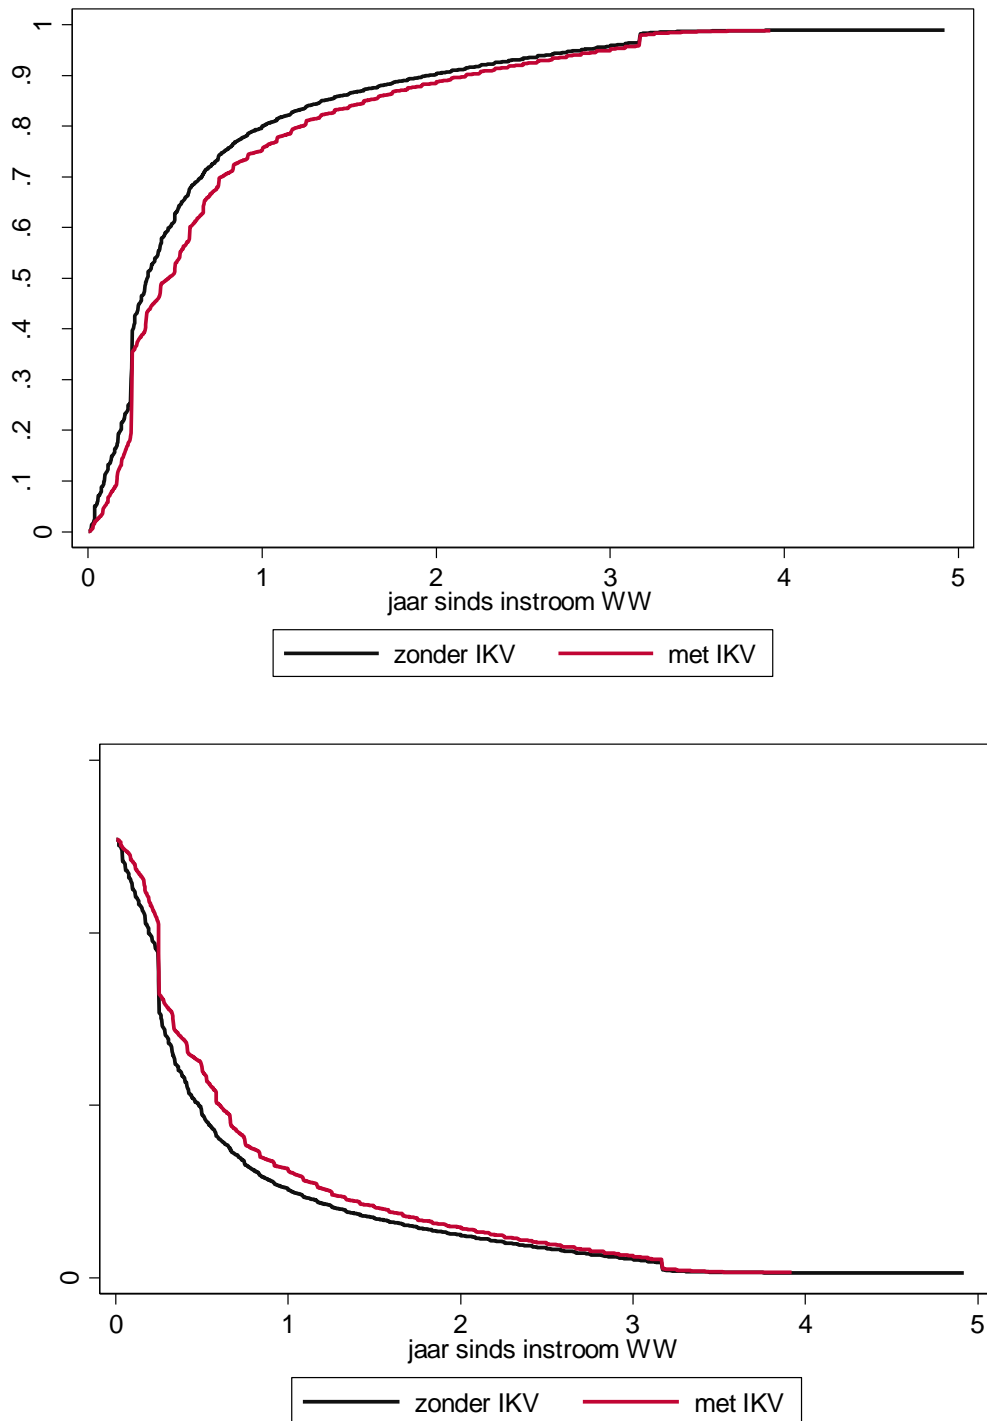 1
.9
.8
.7
.6
.5
.4
.3
.2
.1
0
0 1 2 3 4 5
jaar sinds instroom WW
zonder IKV met IKV
0
0 1 2 3 4 5
jaar sinds instroom WW
zonder IKV met IKV